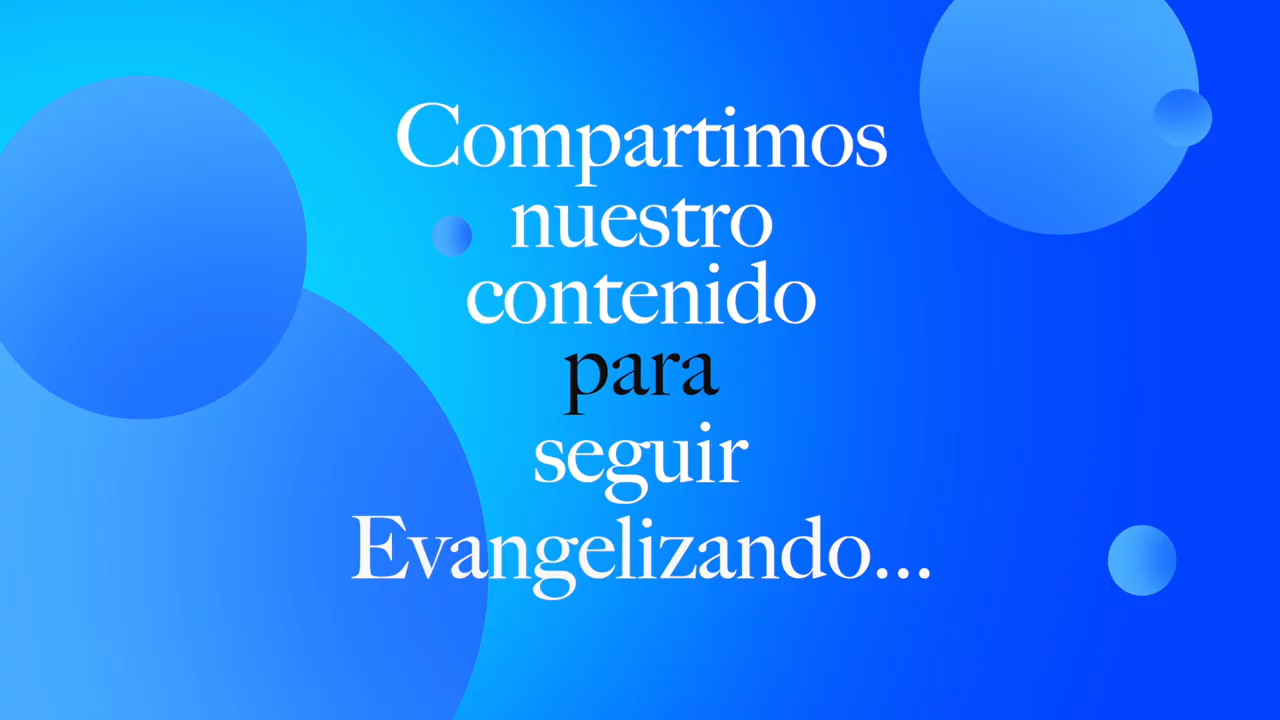 Compartimos
nuestro
contenido
para
seguir
Evangelizando...